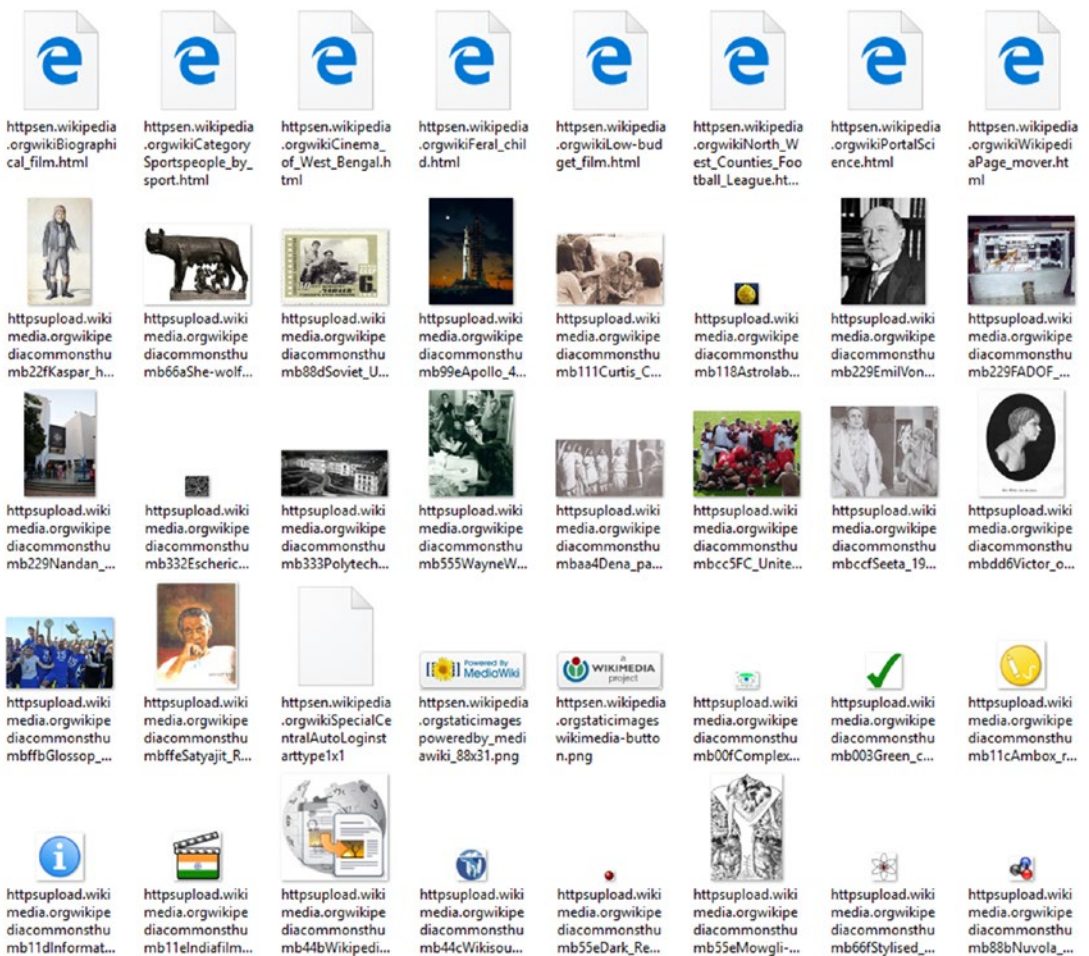 httpsen.wikipedia
.orgwikiBiographi
cal_film.html
httpsen.wikipedia
.orgwikiCategory
Sportspeople_by_
sport.html
httpsen.wikipedia
.orgwikiCinema_
of_West_Bengal.h
tml
httpsen.wikipedia
.orgwikiFeral_chil
d.html
httpsen.wikipedia
.orgwikiLow-bud
get_film.html
httpsen.wikipedia
.orgwikiNorth_W
est_Counties_Foo
tball_League.ht...
httpsen.wikipedia
.orgwikiPortalSci
ence.html
httpsen.wikipedia
.orgwikiWikipedi
aPage_mover.ht
ml
6
httpsupload.wiki
media.orgwikipe
diacommonsthu
mb22fKaspar_h...
httpsupload.wiki
media.orgwikipe
diacommonsthu
mb66aShe-wolf...
httpsupload.wiki
media.orgwikipe
diacommonsthu
mb88dSoviet_U...
httpsupload.wiki
media.orgwikipe
diacommonsthu
mb99eApollo_4...
httpsupload.wiki
media.orgwikipe
diacommonsthu
mb111Curtis_C...
httpsupload.wiki
media.orgwikipe
diacommonsthu
mb118Astrolab...
httpsupload.wiki
media.orgwikipe
diacommonsthu
mb229EmilVon...
httpsupload.wiki
media.orgwikipe
diacommonsthu
mb229FADOF_...
httpsupload.wiki
media.orgwikipe
diacommonsthu
mb229Nandan_...
httpsupload.wiki
media.orgwikipe
diacommonsthu
mb332Escheric...
httpsupload.wiki
media.orgwikipe
diacommonsthu
mb333Polytech...
httpsupload.wiki
media.orgwikipe
diacommonsthu
mb555WayneW...
httpsupload.wiki
media.orgwikipe
diacommonsthu
mbaa4Dena_pa...
httpsupload.wiki
media.orgwikipe
diacommonsthu
mbcc5FC_Unite...
httpsupload.wiki
media.orgwikipe
diacommonsthu
mbccfSeeta_19...
httpsupload.wiki
media.orgwikipe
diacommonsthu
mbdd6Victor_o...
httpsupload.wiki
media.orgwikipe
diacommonsthu
mbffbGlossop_...
httpsupload.wiki
media.orgwikipe
diacommonsthu
mbffeSatyajit_R...
httpsen.wikipedia
.orgwikiSpecialCe
ntralAutoLoginst
arttype1x1
Powered By
MediaWiki
httpsen.wikipedia
.orgstaticimages
poweredby_medi
awiki_88x31.png
a
WIKIMEDIA
project
httpsen.wikipedia
.orgstaticimages
wikimedia-butto
n.png
httpsupload.wiki
media.orgwikipe
diacommonsthu
mb00fComplex...
httpsupload.wiki
media.orgwikipe
diacommonsthu
mb003Green_c...
httpsupload.wiki
media.orgwikipe
diacommonsthu
mb11cAmbox_r...
httpsupload.wiki
media.orgwikipe
diacommonsthu
mb11dInformat...
httpsupload.wiki
media.orgwikipe
diacommonsthu
mb11eIndiafilm...
httpsupload.wiki
media.orgwikipe
diacommonsthu
mb44bWikipedi...
httpsupload.wiki
media.orgwikipe
diacommonsthu
mb44cWikisou...
httpsupload.wiki
media.orgwikipe
diacommonsthu
mb55eDark_Re...
httpsupload.wiki
media.orgwikipe
diacommonsthu
mb55eMowgli-...
httpsupload.wiki
media.orgwikipe
diacommonsthu
mb66fStylised_...
httpsupload.wiki
media.orgwikipe
diacommonsthu
mb88bNuvola_...